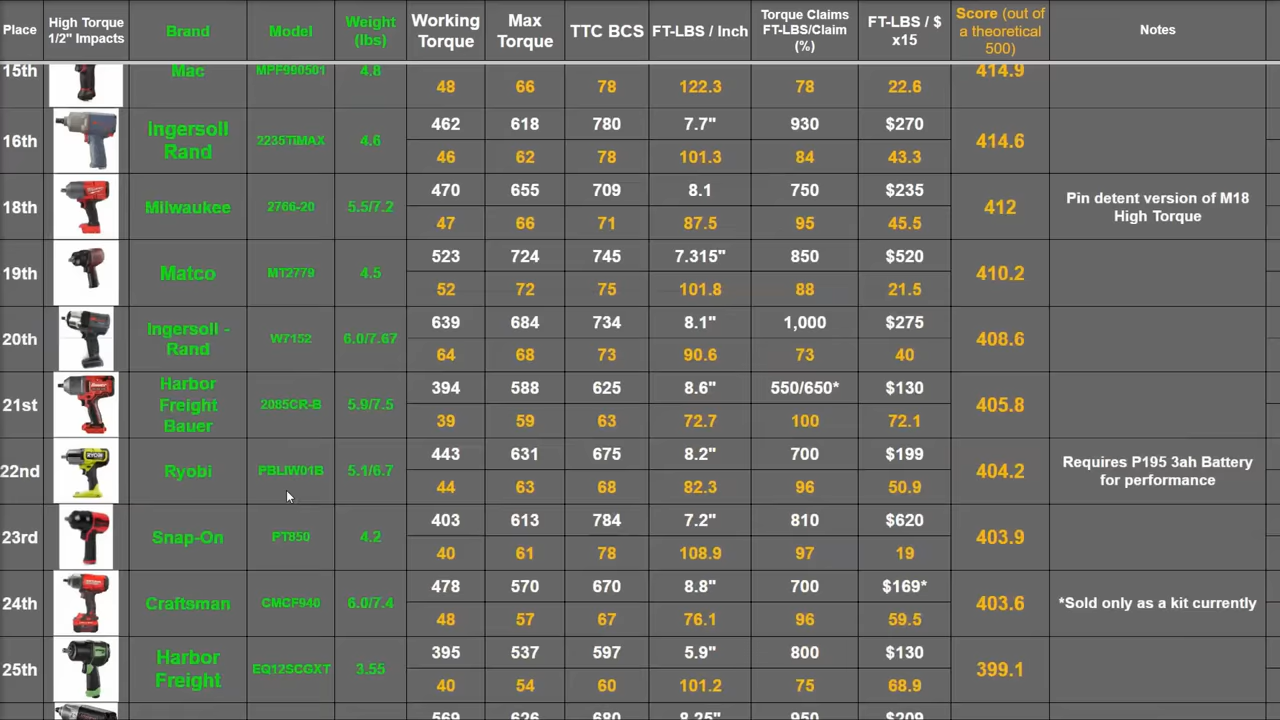 Place
High Torque
1/2" Impacts
Brand
Model
Weight
(lbs)
Working
Torque
Max
Torque
TTC BCS
FT-LBS / Inch
Torque Claims
FT-LBS/Claim
(%)
FT-LBS / $
x15
Score (out of
a theoretical
500)
Notes
15th
Mac
MPF990501
4.8
48
66
78
122.3
78
22.6
414.9
16th
Ingersoll
Rand
2235TiMAX
4.6
462
618
780
7.7"
930
$270
46
62
78
101.3
84
43.3
414.6
18th
Milwaukee
2766-20
5.5/7.2
470
655
709
8.1
750
$235
47
66
71
87.5
95
45.5
412
Pin detent version of M18
High Torque
19th
Matco
MT2779
4.5
523
724
745
7.315"
850
$520
52
72
75
101.8
88
21.5
410.2
20th
Ingersoll -
Rand
W7152
6.0/7.67
639
684
734
8.1"
1,000
$275
64
68
73
90.6
73
40
408.6
21st
Harbor
Freight
Bauer
2085CR-B
5.9/7.5
394
588
625
8.6"
550/650*
$130
39
59
63
72.7
100
72.1
405.8
22nd
Ryobi
PBLIW01B
5.1/6.7
443
631
675
8.2"
700
$199
44
63
68
82.3
96
50.9
404.2
Requires P195 3ah Battery
for performance
23rd
Snap-On
PT850
4.2
403
613
784
7.2"
810
$620
40
61
78
108.9
97
19
403.9
24th
Craftsman
CMCF940
6.0/7.4
478
570
670
8.8"
700
$169*
48
57
67
76.1
96
59.5
403.6
*Sold only as a kit currently
25th
Harbor
Freight
EQ12SCGXT
3.55
395
537
597
5.9"
800
$130
40
54
60
101.2
75
68.9
399.1
569
626
680
8.25"
950
$209